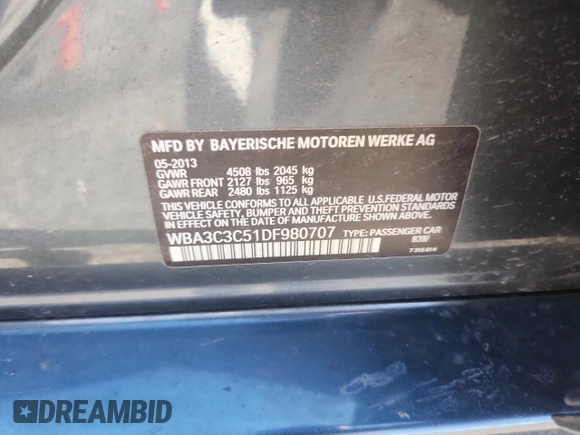 MFD BY BAYERISCHE MOTOREN WERKE AG
05-2013
GVWR 4508 lbs 2045 kg
GAWR FRONT 2127 lbs 965 kg
GAWR REAR 2480 lbs 1125 kg
THIS VEHICLE CONFORMS TO ALL APPLICABLE U.S.FEDERAL MOTOR
VEHICLE SAFETY, BUMPER, AND THEFT PREVENTION STANDARDS
IN EFFECT ON THE DATE OF MANUFACTURE SHOWN ABOVE.
WBA3C3C51DF980707 TYPE: PASSENGER CAR
B39/
7315814
DREAMBID